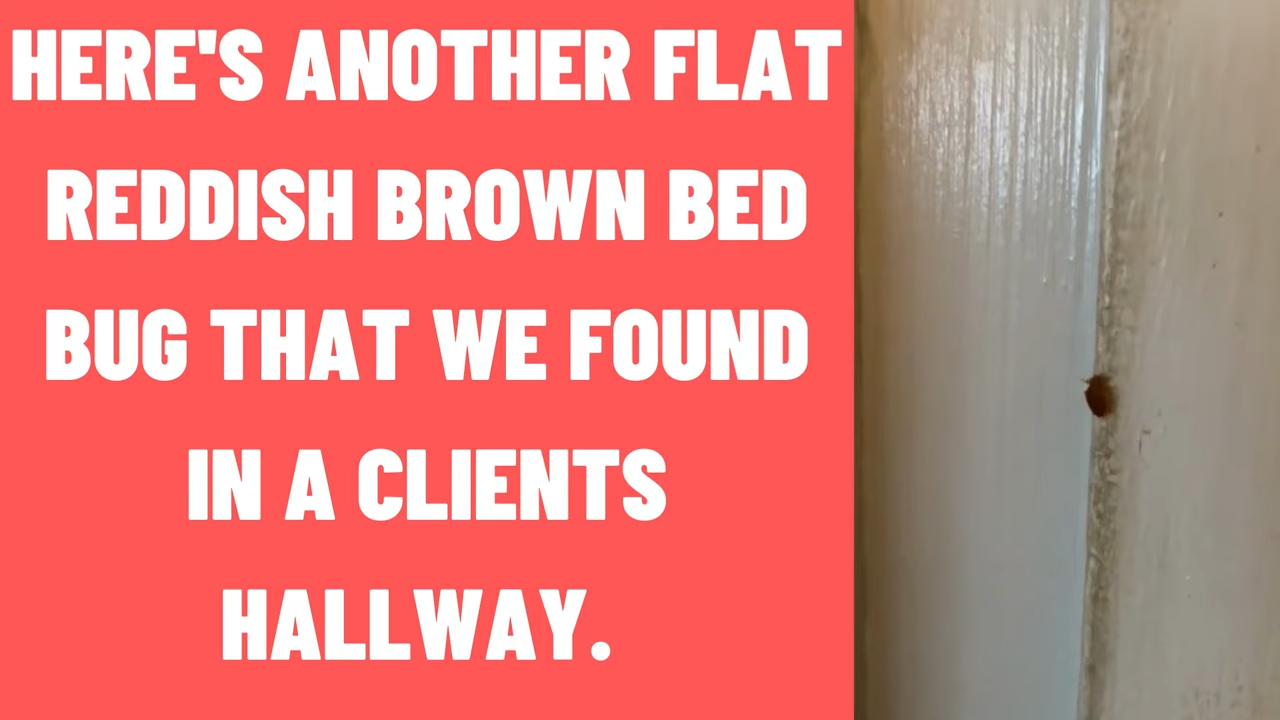 HERE'S ANOTHER FLAT
REDDISH BROWN BED
BUG THAT WE FOUND
IN A CLIENTS
HALLWAY.